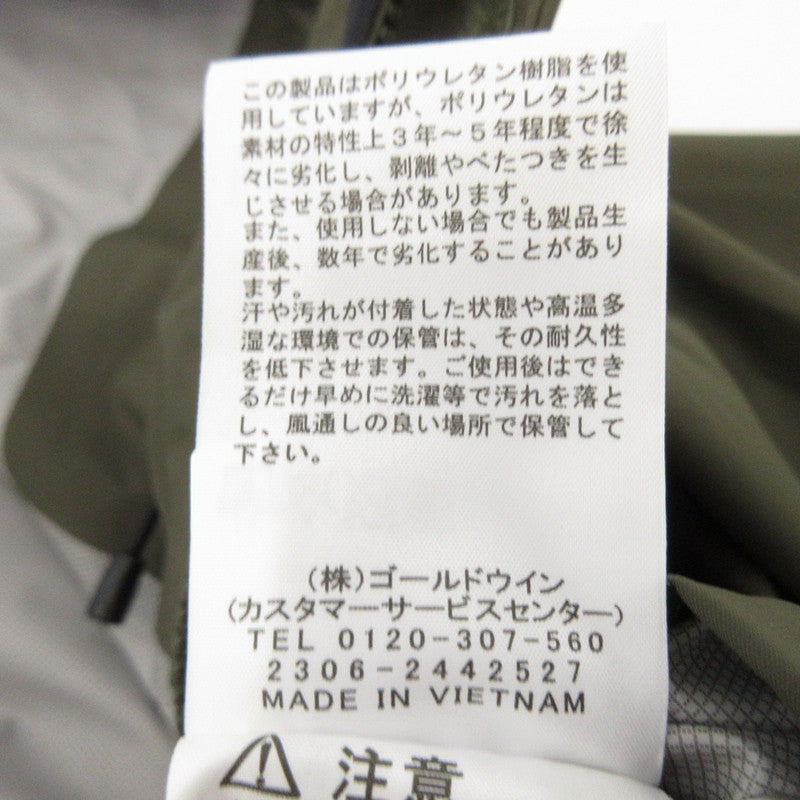 この製品はポリウレタン樹脂を使
用していますが、ポリウレタンは
素材の特性上３年～５年程度で徐
々に劣化し、剥離やべたつきを生
じさせる場合があります。
また、使用しない場合でも製品生
産後、数年で劣化することがあり
ます。
汗や汚れが付着した状態や高温多
湿な環境での保管は、その耐久性
を低下させます。ご使用後はでき
るだけ早めに洗濯等で汚れを落と
し、風通しの良い場所で保管して
下さい。
(株)ゴールドウイン
(カスタマーサービスセンター)
TEL 0120-307-560
2306-2442527
MADE IN VIETNAM
注意